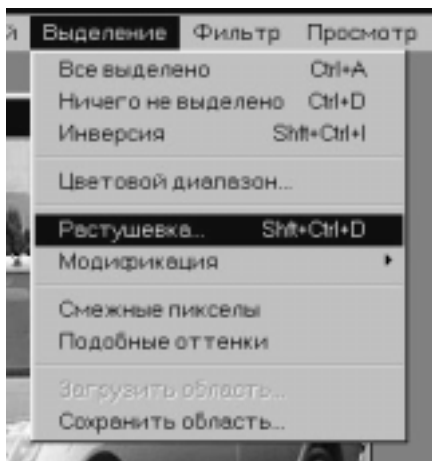 й Выделение Фильтр Просмотр
Все выделено Ctrl+A
Ничего не выделено Ctrl+D
Инверсия Shft+Ctrl+I
Цветовой диапазон...
Растушевка... Shft+Ctrl+D
Модификация
Смежные пикселы
Подобные оттенки
Загрузить область...
Сохранить область...